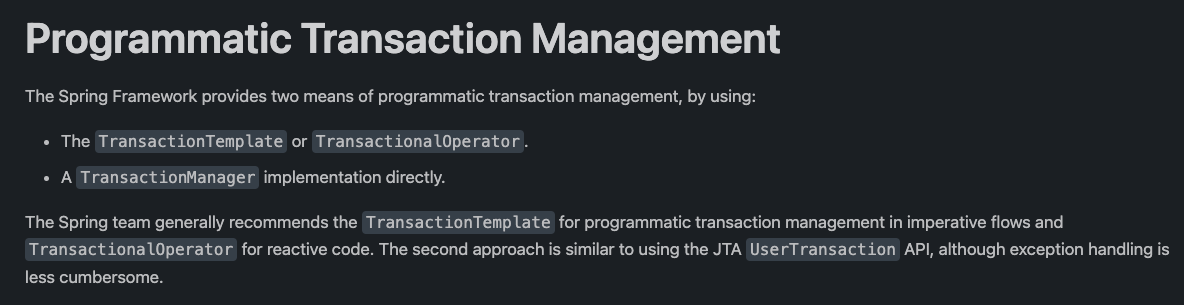 Programmatic Transaction Management
The Spring Framework provides two means of programmatic transaction management, by using:
• The TransactionTemplate or TransactionalOperator.
• A TransactionManager implementation directly.
The Spring team generally recommends the TransactionTemplate for programmatic transaction management in imperative flows and
TransactionalOperator for reactive code. The second approach is similar to using the JTA UserTransaction API, although exception handling is
less cumbersome.